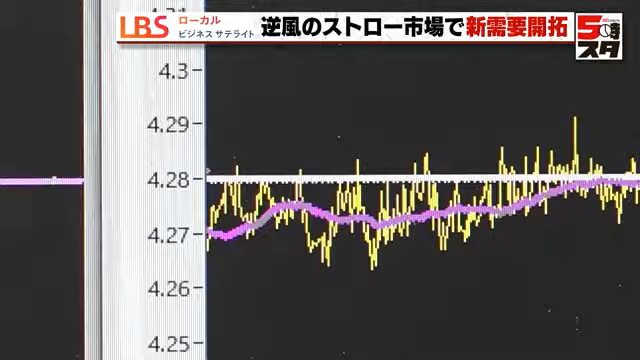 LBS
ローカル
ビジネス サテライト
逆風のストロー市場で新需要開拓
5時スタ
4.3
4.29
4.28
4.27
4.26
4.25